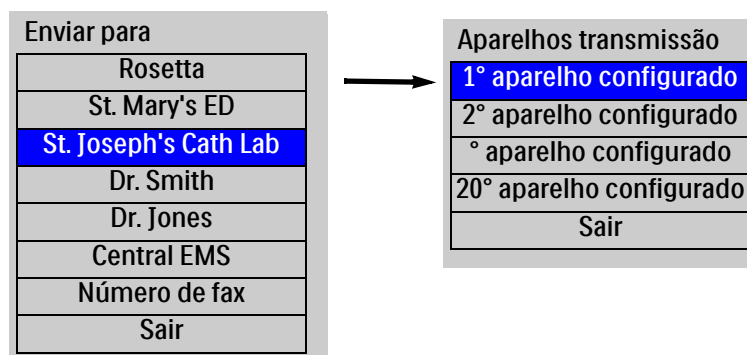 Enviar para
Rosetta
St. Mary's ED
St. Joseph's Cath Lab
Dr. Smith
Dr. Jones
Central EMS
Número de fax
Sair
Aparelhos transmissão
1° aparelho configurado
2° aparelho configurado
° aparelho configurado
20° aparelho configurado
Sair